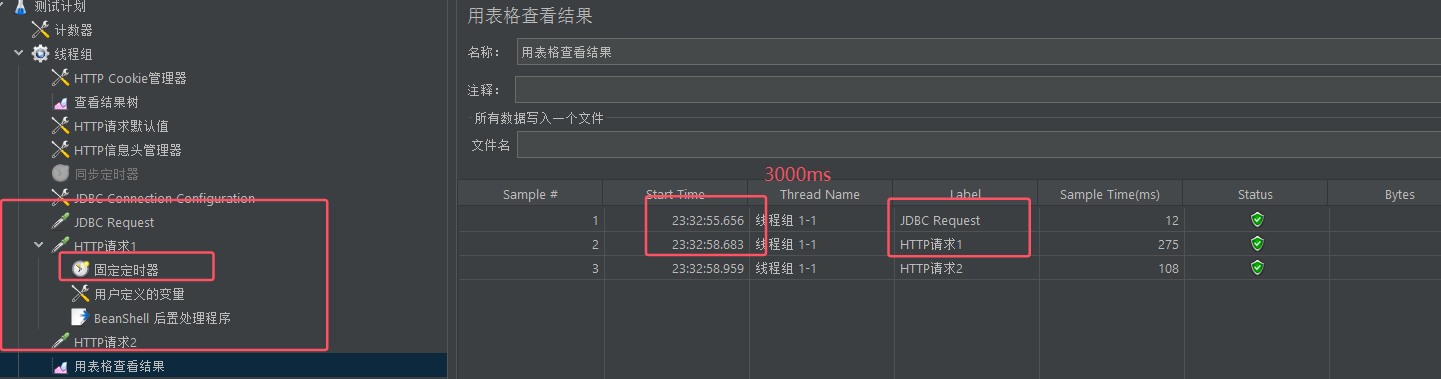 测试计划
计数器
线程组
HTTP Cookie管理器
查看结果树
HTTP请求默认值
HTTP信息头管理器
同步定时器
JDBC Connection Configuration
JDBC Request
HTTP请求1
固定定时器
用户定义的变量
BeanShell 后置处理程序
HTTP请求2
用表格查看结果
用表格查看结果
名称： 用表格查看结果
注释：
所有数据写入一个文件
文件名
3000ms
Sample # Start Time Thread Name Label Sample Time(ms) Status Bytes
1 23:32:55.656 线程组 1-1 JDBC Request 12
2 23:32:58.683 线程组 1-1 HTTP请求1 275
3 23:32:58.959 线程组 1-1 HTTP请求2 108